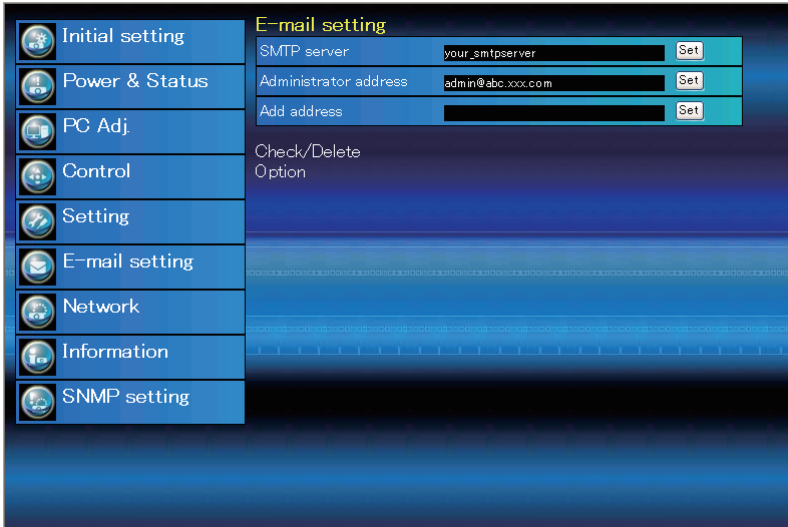 Initial setting
Power & Status
PC Adj.
Control
Setting
E-mail setting
Network
Information
SNMP setting
E-mail setting
SMTP server your_smtpserver Set
Administrator address admin@abc.xxx.com Set
Add address Set
Check/Delete
Option